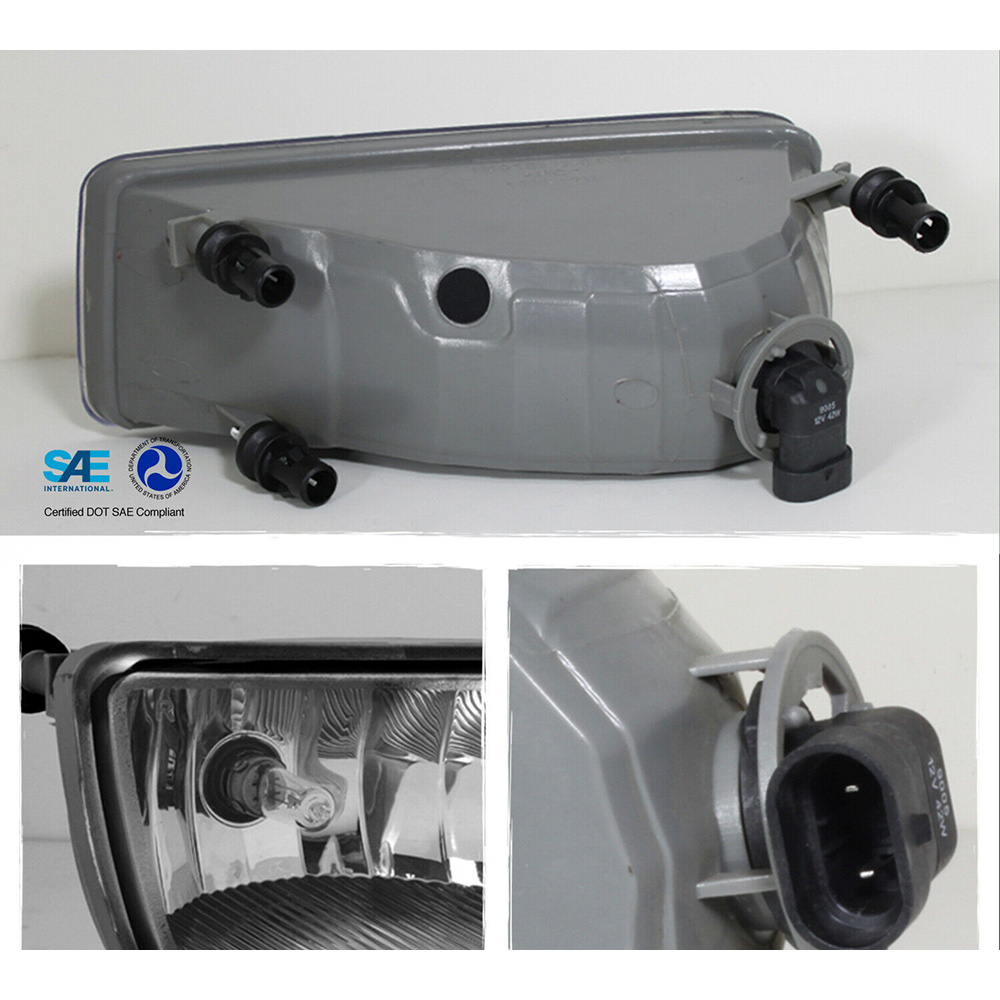 9005
12V 42W
SAE
INTERNATIONAL
DEPARTMENT OF TRANSPORTATION
UNITED STATES OF AMERICA
Certified DOT SAE Compliant
9005
12V 42W